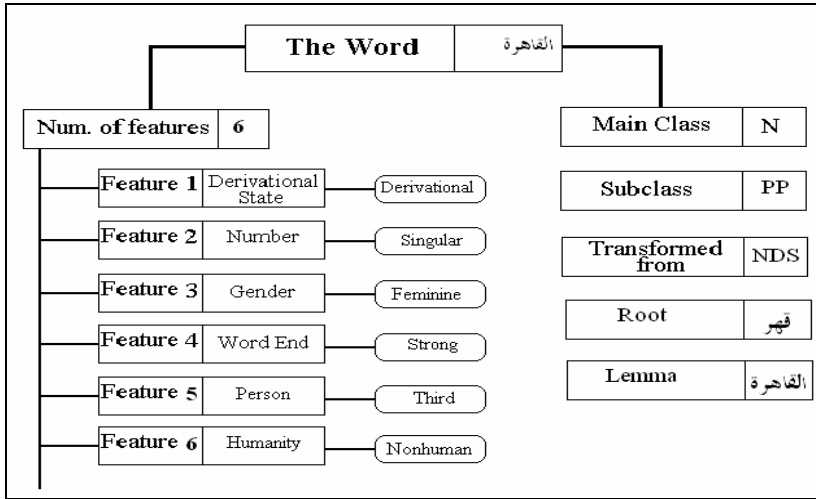 The Word القاهرة
Num. of features 6
Feature 1 Derivational State Derivational
Feature 2 Number Singular
Feature 3 Gender Feminine
Feature 4 Word End Strong
Feature 5 Person Third
Feature 6 Humanity Nonhuman
Main Class N
Subclass PP
Transformed from NDS
Root قهر
Lemma القاهرة